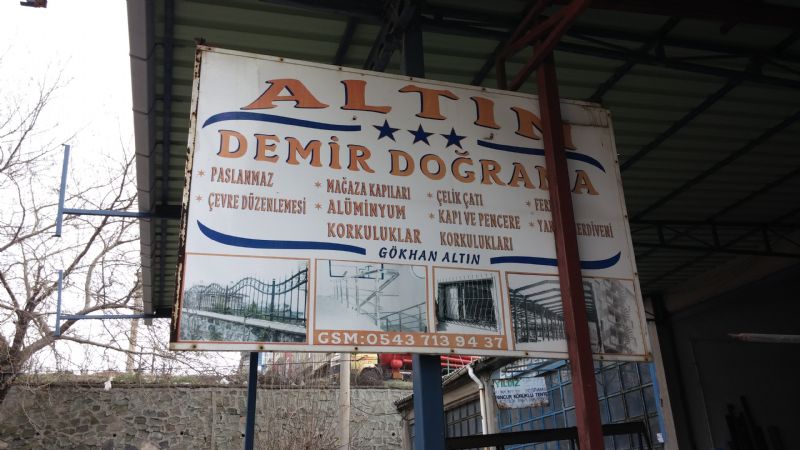 ALTIN
DEMİR DOĞRAMA
* PASLANMAZ
* ÇEVRE DÜZENLEMESİ
* MAĞAZA KAPILARI
* ALÜMİNYUM
KORKULUKLAR
* ÇELİK ÇATI
* KAPI VE PENCERE
KORKULUKLARI
GÖKHAN ALTIN
GSM:0543 713 94 37
YILDIZ